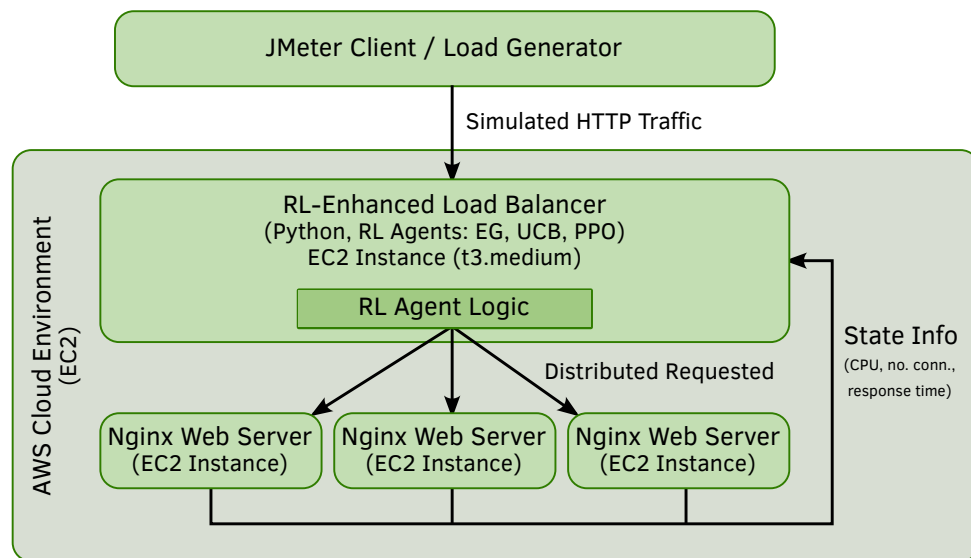 JMeter Client / Load Generator
Simulated HTTP Traffic
AWS Cloud Environment
(EC2)
RL-Enhanced Load Balancer
(Python, RL Agents: EG, UCB, PPO)
EC2 Instance (t3.medium)
RL Agent Logic
State Info
(CPU, no. conn.,
response time)
Distributed Requested
Nginx Web Server
(EC2 Instance)
Nginx Web Server
(EC2 Instance)
Nginx Web Server
(EC2 Instance)